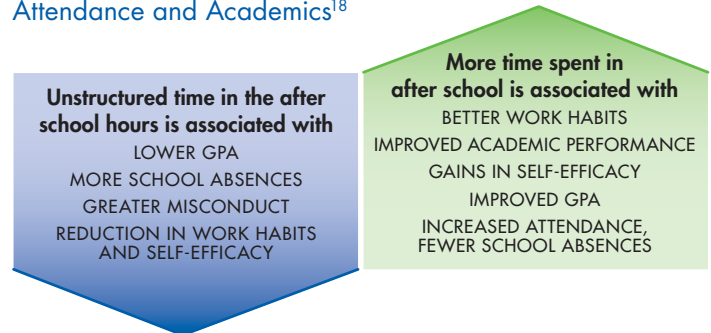 Attendance and Academics18
Unstructured time in the after
school hours is associated with
LOWER GPA
MORE SCHOOL ABSENCES
GREATER MISCONDUCT
REDUCTION IN WORK HABITS
AND SELF-EFFICACY
More time spent in
after school is associated with
BETTER WORK HABITS
IMPROVED ACADEMIC PERFORMANCE
GAINS IN SELF-EFFICACY
IMPROVED GPA
INCREASED ATTENDANCE,
FEWER SCHOOL ABSENCES